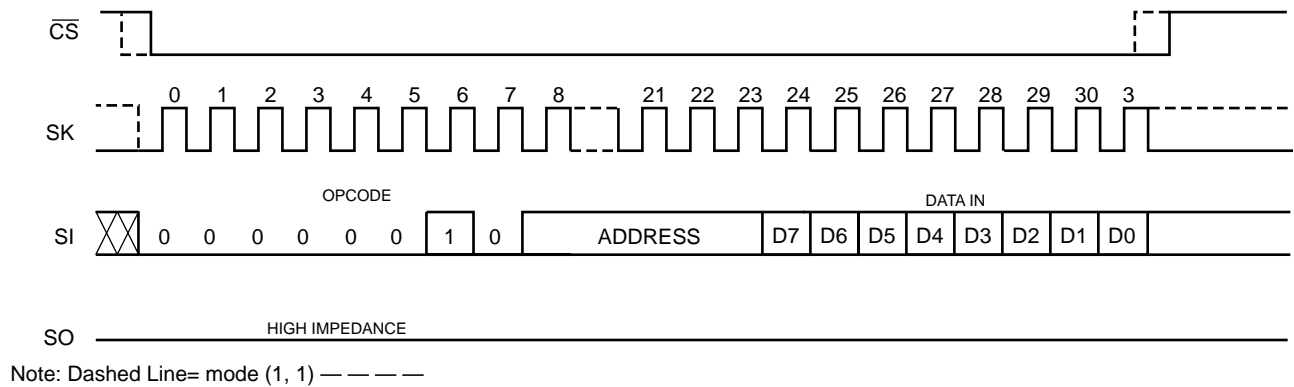 CS
SK
0 1 2 3 4 5 6 7 8 21 22 23 24 25 26 27 28 29 30 3
OPCODE
DATA IN
SI
0 0 0 0 0 0 1 0 ADDRESS D7 D6 D5 D4 D3 D2 D1 D0
HIGH IMPEDANCE
SO
Note: Dashed Line= mode (1, 1) — — — —